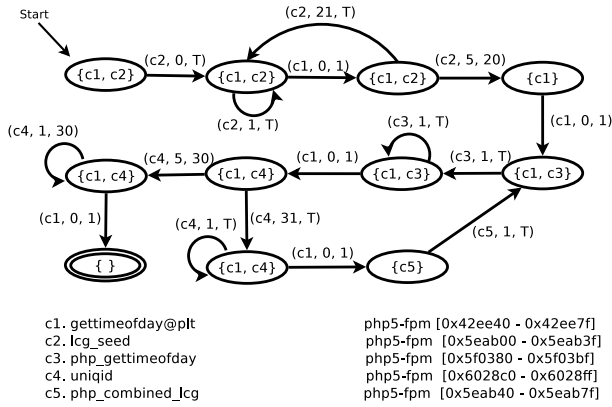 Start
(c2, 21, T)
(c2, 0, T)
(c1, 0, 1)
(c2, 5, 20)
{c1, c2}
{c1, c2}
{c1, c2}
{c1}
(c2, 1, T)
(c4, 1, 30)
(c3, 1, T)
(c1, 0, 1)
(c4, 5, 30)
(c1, 0, 1)
(c3, 1, T)
{c1, c4}
{c1, c4}
{c1, c3}
{c1, c3}
(c1, 0, 1)
(c4, 1, T)
(c4, 31, T)
(c5, 1, T)
(c1, 0, 1)
{ }
{c1, c4}
{c5}
c1. gettimeofday@plt php5-fpm [0x42ee40 - 0x42ee7f]
c2. lcg_seed php5-fpm [0x5eab00 - 0x5eab3f]
c3. php_gettimeofday php5-fpm [0x5f0380 - 0x5f03bf]
c4. uniqid php5-fpm [0x6028c0 - 0x6028ff]
c5. php_combined_lcg php5-fpm [0x5eab40 - 0x5eab7f]